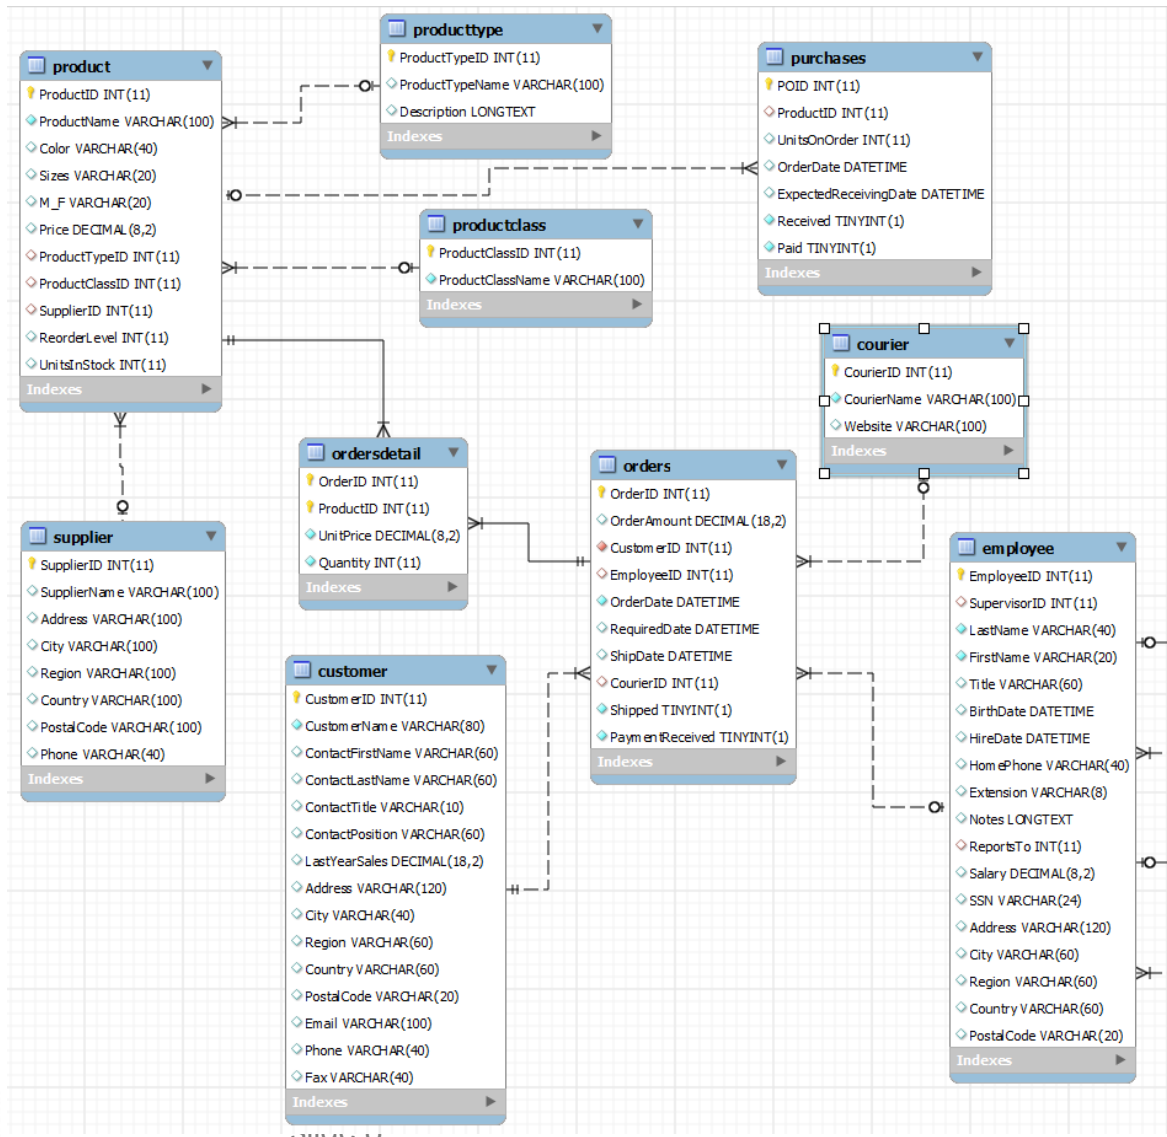 producttype
ProductTypeID INT(11)
ProductTypeName VARCHAR(100)
Description LONGTEXT
Indexes
product
ProductID INT(11)
ProductName VARCHAR(100)
Color VARCHAR(40)
Sizes VARCHAR(20)
M_F VARCHAR(20)
Price DECIMAL(8,2)
ProductTypeID INT(11)
ProductClassID INT(11)
SupplierID INT(11)
ReorderLevel INT(11)
UnitsInStock INT(11)
Indexes
purchases
POID INT(11)
ProductID INT(11)
UnitsOnOrder INT(11)
OrderDate DATETIME
ExpectedReceivingDate DATETIME
Received TINYINT(1)
Paid TINYINT(1)
Indexes
productclass
ProductClassID INT(11)
ProductClassName VARCHAR(100)
Indexes
courier
CourierID INT(11)
CourierName VARCHAR(100)
Website VARCHAR(100)
Indexes
ordersdetail
OrderID INT(11)
ProductID INT(11)
UnitPrice DECIMAL(8,2)
Quantity INT(11)
Indexes
orders
OrderID INT(11)
OrderAmount DECIMAL(18,2)
CustomerID INT(11)
EmployeeID INT(11)
OrderDate DATETIME
RequiredDate DATETIME
ShipDate DATETIME
CourierID INT(11)
Shipped TINYINT(1)
PaymentReceived TINYINT(1)
Indexes
supplier
SupplierID INT(11)
SupplierName VARCHAR(100)
Address VARCHAR(100)
City VARCHAR(100)
Region VARCHAR(100)
Country VARCHAR(100)
PostalCode VARCHAR(100)
Phone VARCHAR(40)
Indexes
employee
EmployeeID INT(11)
SupervisorID INT(11)
LastName VARCHAR(40)
FirstName VARCHAR(20)
Title VARCHAR(60)
BirthDate DATETIME
HireDate DATETIME
HomePhone VARCHAR(40)
Extension VARCHAR(8)
Notes LONGTEXT
ReportsTo INT(11)
Salary DECIMAL(8,2)
SSN VARCHAR(24)
Address VARCHAR(120)
City VARCHAR(60)
Region VARCHAR(60)
Country VARCHAR(60)
PostalCode VARCHAR(20)
Indexes
customer
CustomerID INT(11)
CustomerName VARCHAR(80)
ContactFirstName VARCHAR(60)
ContactLastName VARCHAR(60)
ContactTitle VARCHAR(10)
ContactPosition VARCHAR(60)
LastYearSales DECIMAL(18,2)
Address VARCHAR(120)
City VARCHAR(40)
Region VARCHAR(60)
Country VARCHAR(60)
PostalCode VARCHAR(20)
Email VARCHAR(100)
Phone VARCHAR(40)
Fax VARCHAR(40)
Indexes